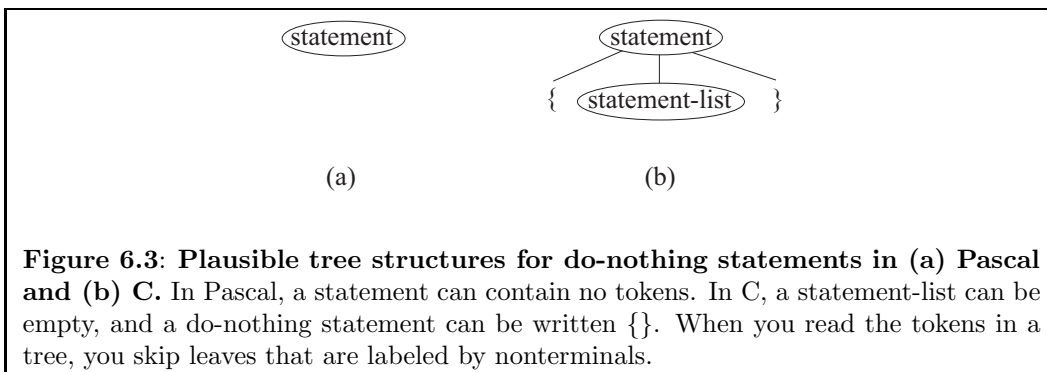 statement statement
{ statement-list }
(a) (b)
Figure 6.3: Plausible tree structures for do-nothing statements in (a) Pascal
and (b) C. In Pascal, a statement can contain no tokens. In C, a statement-list can be
empty, and a do-nothing statement can be written {}. When you read the tokens in a
tree, you skip leaves that are labeled by nonterminals.